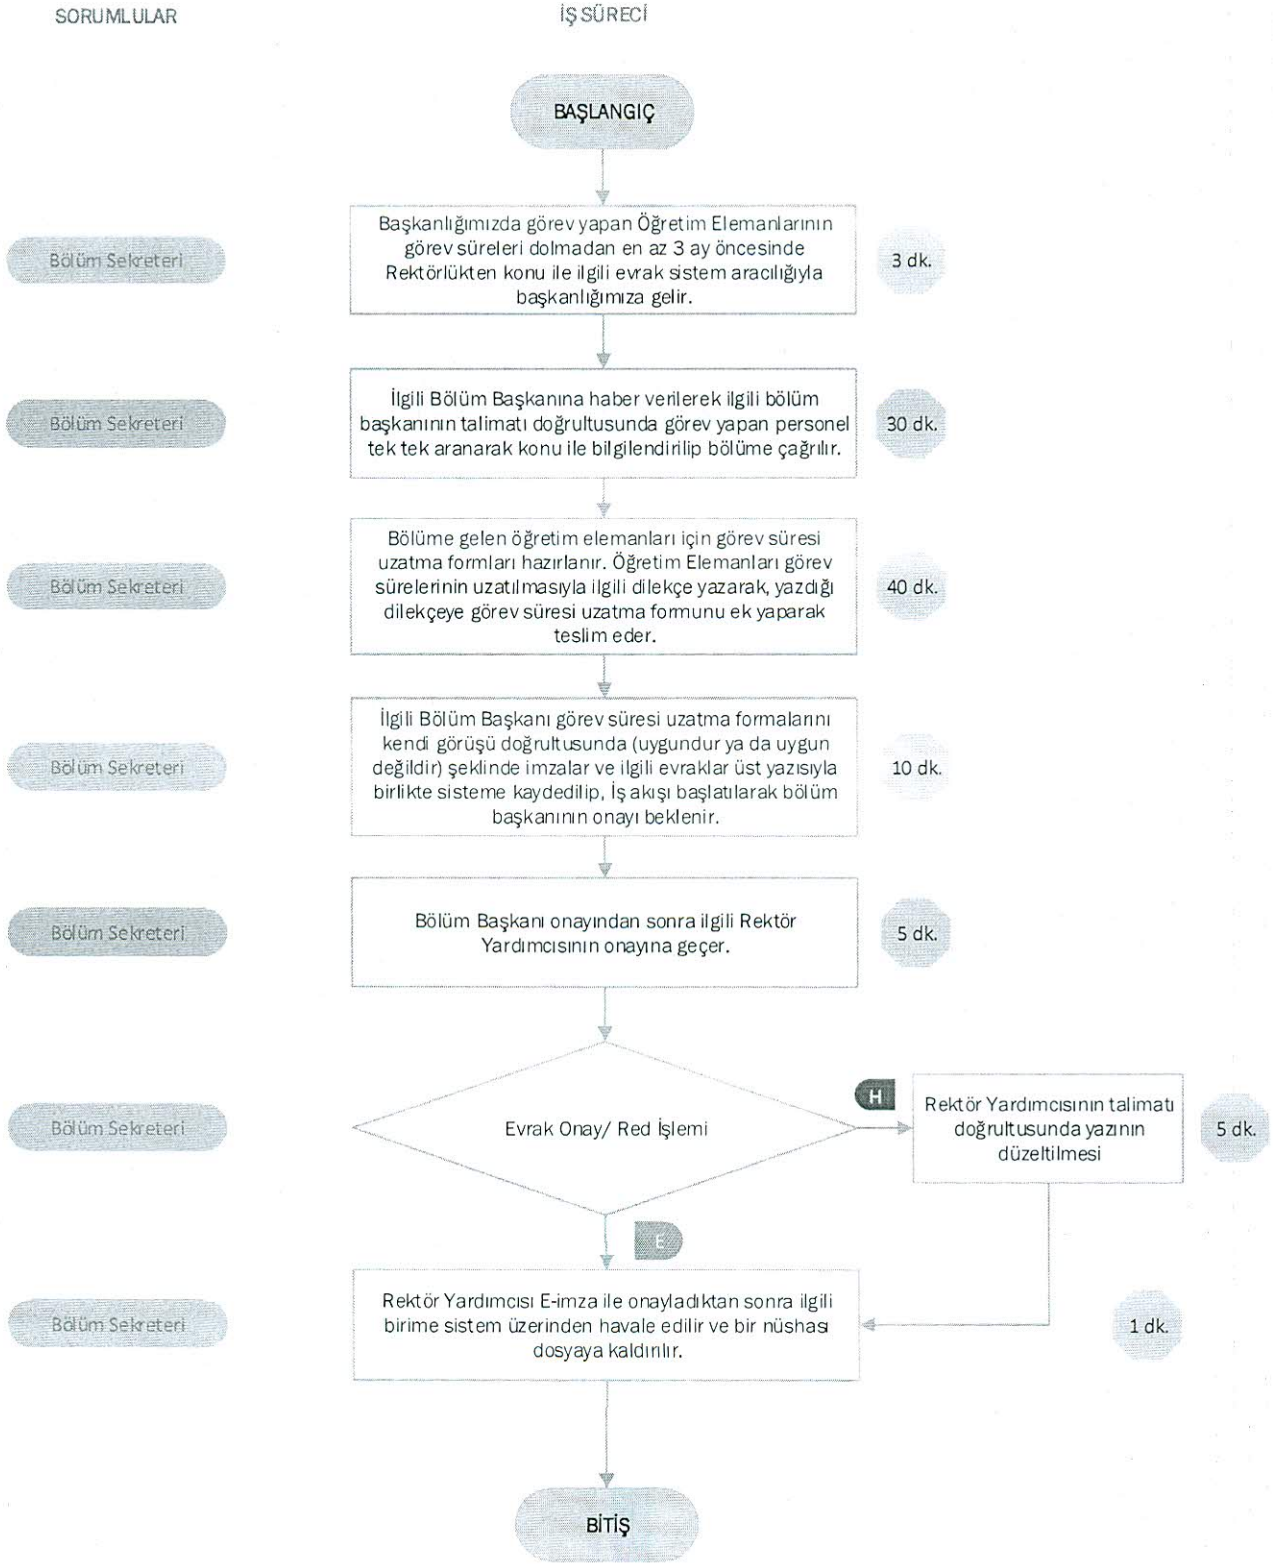 SORUMLULAR
İŞ SÜRECİ
BAŞLANGIÇ
Bölüm Sekreteri
Başkanlığımızda görev yapan Öğretim Elemanlarının
görev süreleri dolmadan en az 3 ay öncesinde
Rektörlükten konu ile ilgili evrak sistem aracılığıyla
başkanlığımıza gelir.
3 dk.
Bölüm Sekreteri
İlgili Bölüm Başkanına haber verilerek ilgili bölüm
başkanının talimatı doğrultusunda görev yapan personel
tek tek aranarak konu ile bilgilendirilip bölüme çağrılır.
30 dk.
Bölüm Sekreteri
Bölüme gelen öğretim elemanları için görev süresi
uzatma formları hazırlanır. Öğretim Elemanları görev
sürelerinin uzatılmasıyla ilgili dilekçe yazarak, yazdığı
dilekçeye görev süresi uzatma formunu ek yaparak
teslim eder.
40 dk.
Bölüm Sekreteri
İlgili Bölüm Başkanı görev süresi uzatma formalarını
kendi görüşü doğrultusunda (uygundur ya da uygun
değildir) şeklinde imzalar ve ilgili evraklar üst yazısıyla
birlikte sisteme kaydedilip, İş akışı başlatılarak bölüm
başkanının onayı beklenir.
10 dk.
Bölüm Sekreteri
Bölüm Başkanı onayından sonra ilgili Rektör
Yardımcısının onayına geçer.
5 dk.
Bölüm Sekreteri
Evrak Onay/ Red İşlemi
H
Rektör Yardımcısının talimatı
doğrultusunda yazının
düzeltilmesi
5 dk.
E
Bölüm Sekreteri
Rektör Yardımcısı E-imza ile onayladıktan sonra ilgili
birime sistem üzerinden havale edilir ve bir nüshası
dosyaya kaldırılır.
1 dk.
BİTİŞ